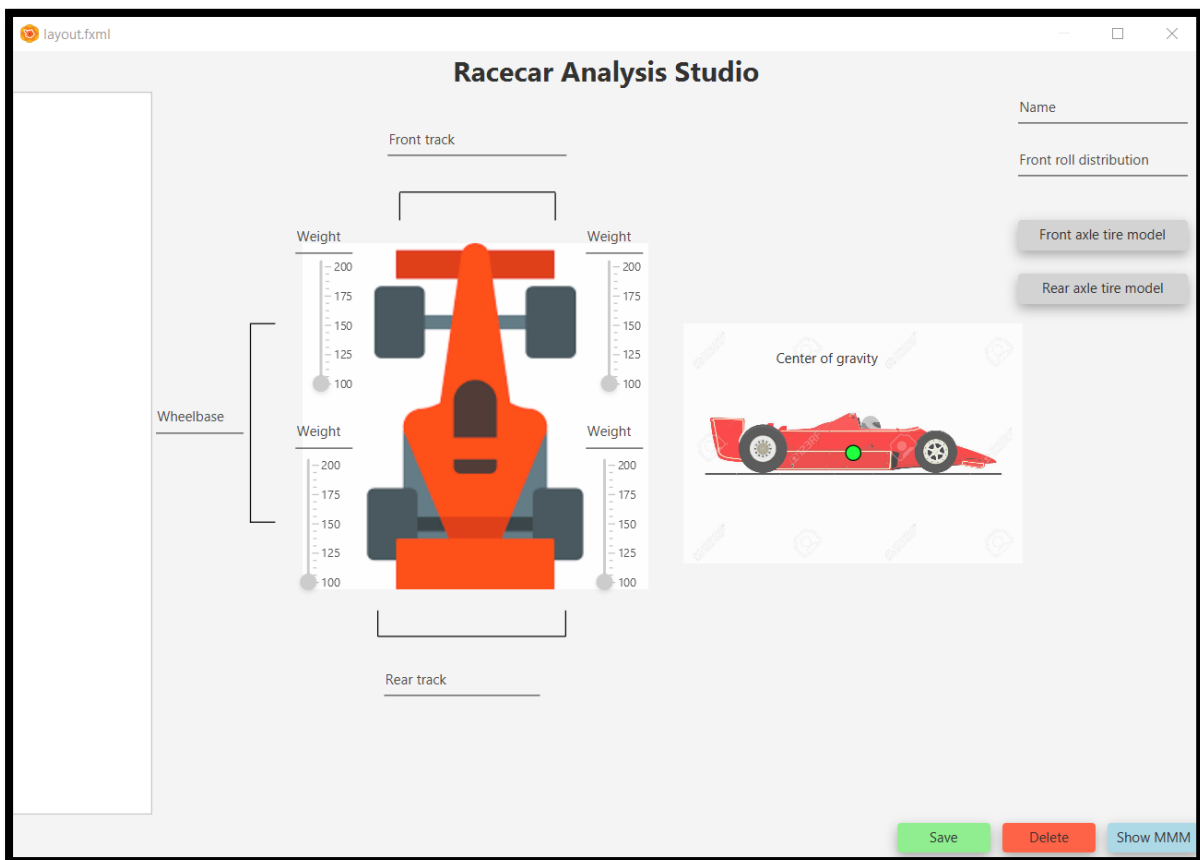 layout.fxml
Racecar Analysis Studio
Name
Front track
Front roll distribution
Weight
Weight
Front axle tire model
200
175
150
125
100
200
175
150
125
100
Rear axle tire model
Center of gravity
Wheelbase
Weight
Weight
200
175
150
125
100
200
175
150
125
100
123RF
Rear track
Save
Delete
Show MMM